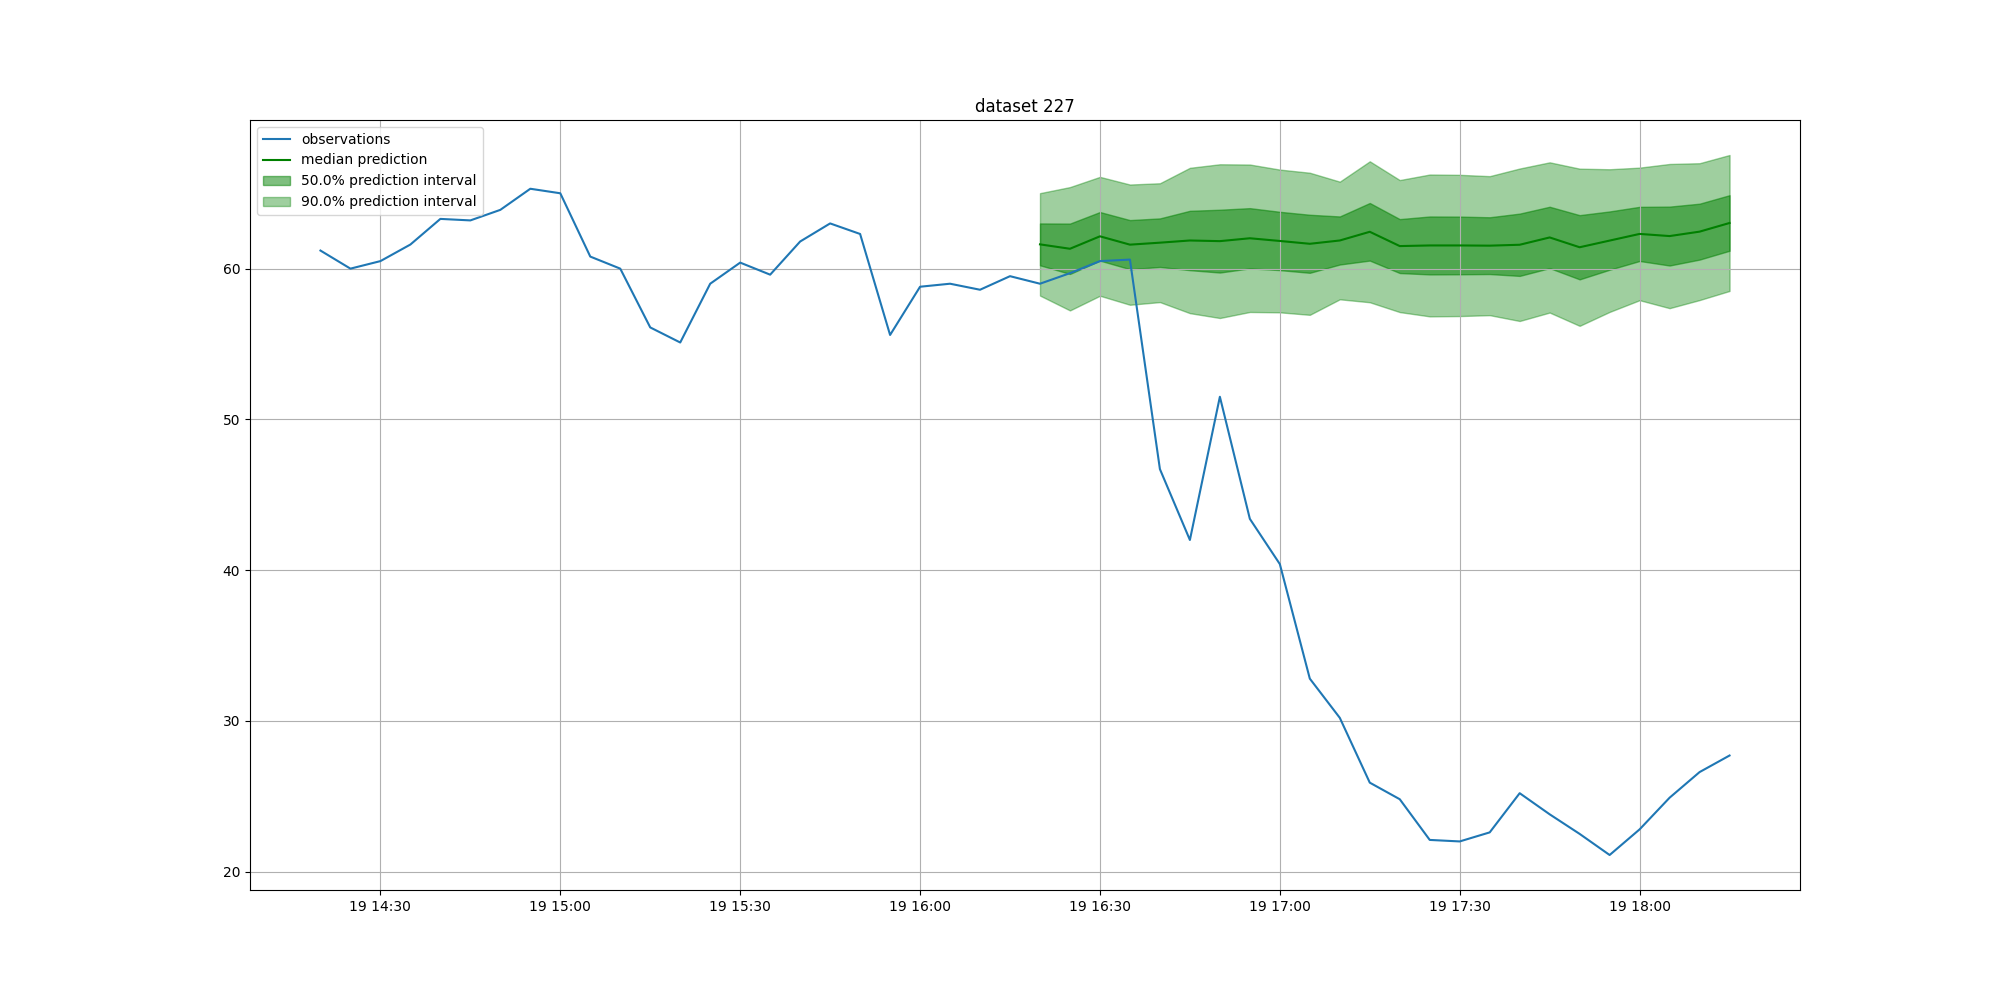 dataset 227
observations
median prediction
50.0% prediction interval
90.0% prediction interval
60
50
40
30
20
19 14:30 19 15:00 19 15:30 19 16:00 19 16:30 19 17:00 19 17:30 19 18:00